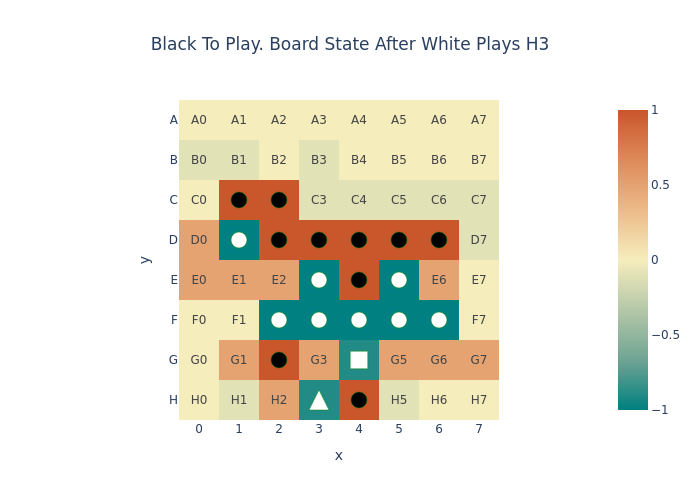 Black To Play. Board State After White Plays H3
A A0 A1 A2 A3 A4 A5 A6 A7
B B0 B1 B2 B3 B4 B5 B6 B7
C C0 C3 C4 C5 C6 C7
D D0 D7
E E0 E1 E2 E6 E7
F F0 F1 F7
G G0 G1 G3 G5 G6 G7
H H0 H1 H2 H5 H6 H7
0 1 2 3 4 5 6 7
x
y
1
0.5
0
−0.5
−1